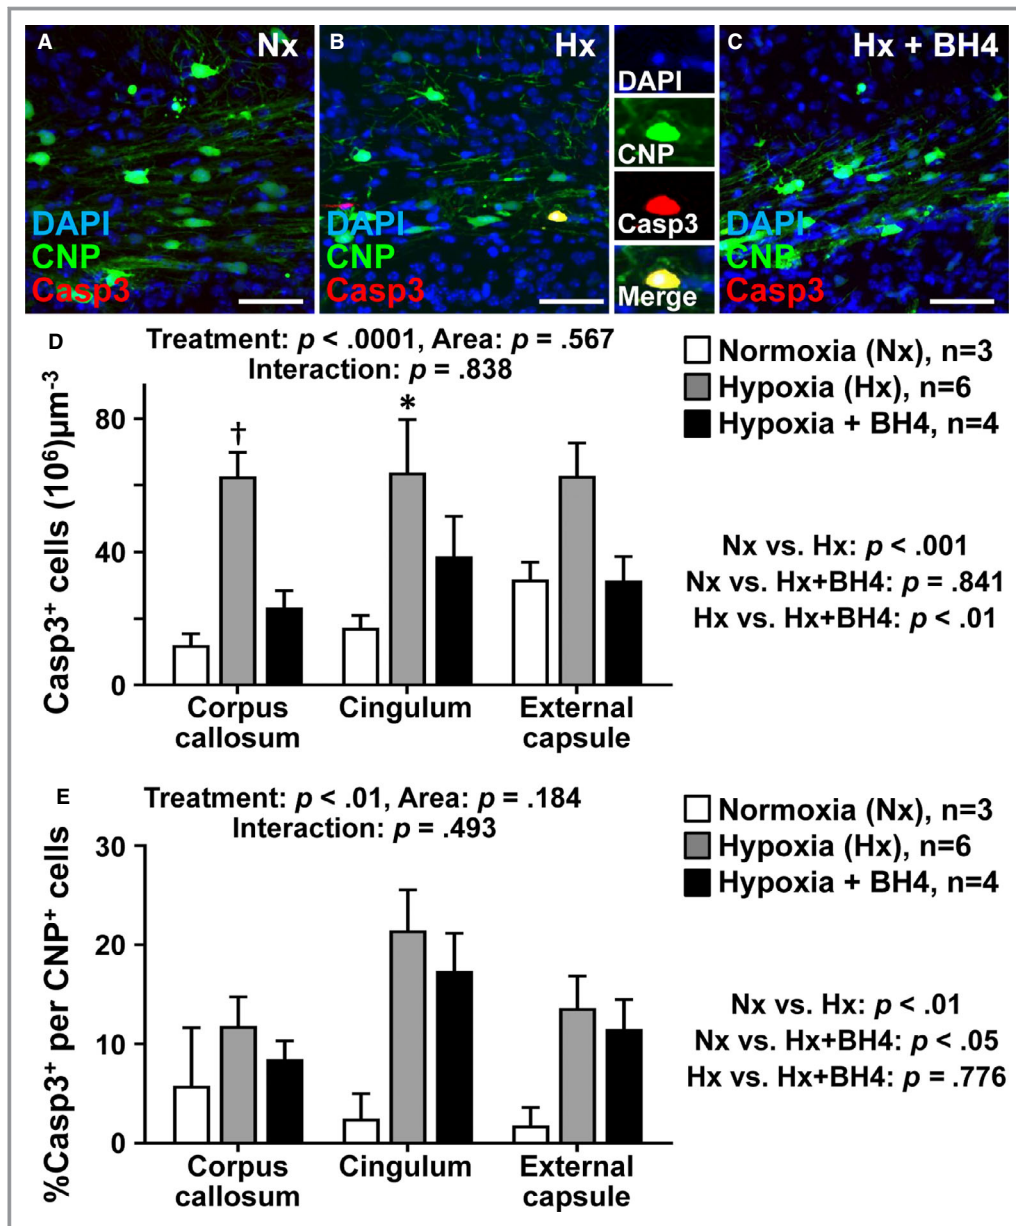 A
Nx
DAPI
CNP
Casp3
B
Hx
DAPI
CNP
Casp3
DAPI
CNP
Casp3
Merge
C
Hx + BH4
DAPI
CNP
Casp3
D
Treatment: p < .0001, Area: p = .567
Interaction: p = .838
Casp3⁺ cells (10⁶)µm⁻³
80
40
0
†
*
Corpus callosum
Cingulum
External capsule
Normoxia (Nx), n=3
Hypoxia (Hx), n=6
Hypoxia + BH4, n=4
Nx vs. Hx: p < .001
Nx vs. Hx+BH4: p = .841
Hx vs. Hx+BH4: p < .01
E
Treatment: p < .01, Area: p = .184
Interaction: p = .493
%Casp3⁺ per CNP⁺ cells
30
20
10
0
Corpus callosum
Cingulum
External capsule
Normoxia (Nx), n=3
Hypoxia (Hx), n=6
Hypoxia + BH4, n=4
Nx vs. Hx: p < .01
Nx vs. Hx+BH4: p < .05
Hx vs. Hx+BH4: p = .776